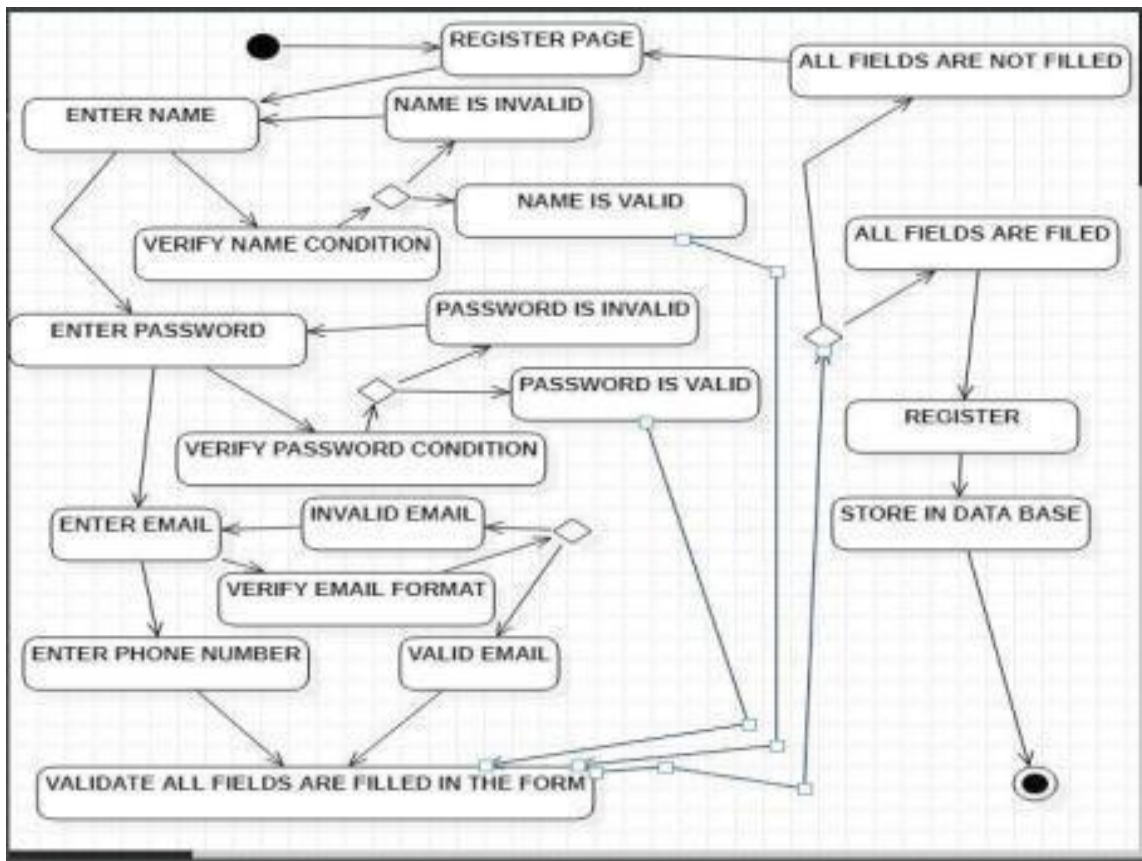 REGISTER PAGE
ALL FIELDS ARE NOT FILLED
ENTER NAME
NAME IS INVALID
NAME IS VALID
VERIFY NAME CONDITION
ALL FIELDS ARE FILED
ENTER PASSWORD
PASSWORD IS INVALID
PASSWORD IS VALID
VERIFY PASSWORD CONDITION
REGISTER
ENTER EMAIL
INVALID EMAIL
STORE IN DATA BASE
VERIFY EMAIL FORMAT
ENTER PHONE NUMBER
VALID EMAIL
VALIDATE ALL FIELDS ARE FILLED IN THE FORM